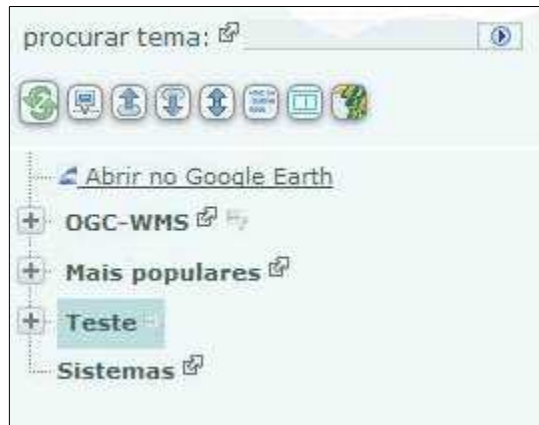 procurar tema:
Abrir no Google Earth
OGC-WMS
Mais populares
Teste
Sistemas